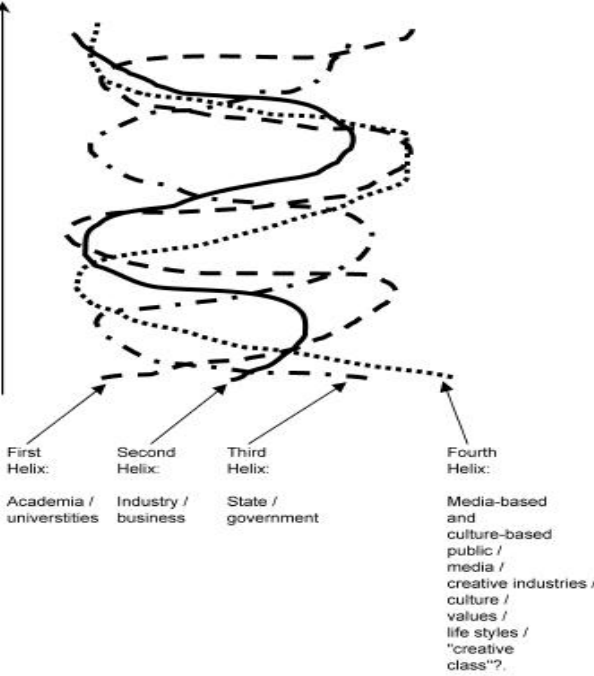 First
Helix:
Academia /
universtities
Second
Helix:
Industry /
business
Third
Helix:
State /
government
Fourth
Helix:
Media-based
and
culture-based
public /
media /
creative industries /
culture /
values /
life styles /
"creative
class"?.